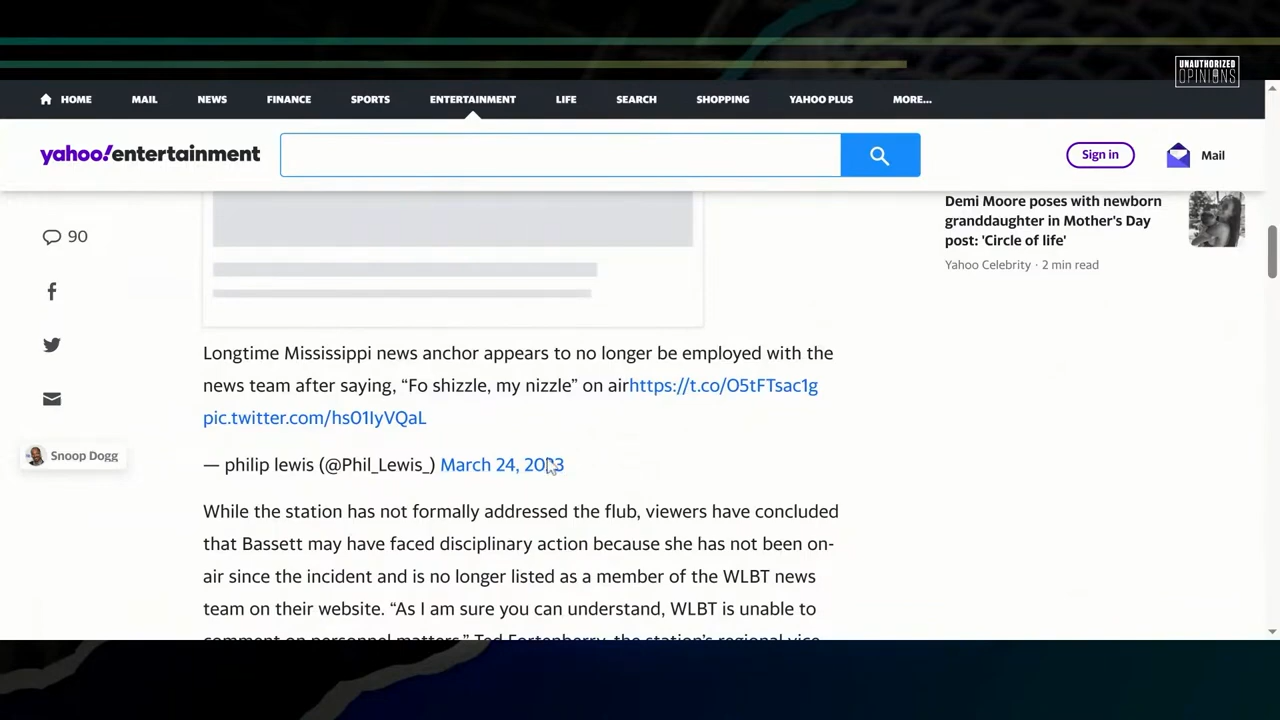 UNAUTHORIZED
OPINIONS
HOME MAIL NEWS FINANCE SPORTS ENTERTAINMENT LIFE SEARCH SHOPPING YAHOO PLUS MORE...
yahoo!entertainment
Sign in
Mail
Demi Moore poses with newborn
granddaughter in Mother's Day
post: 'Circle of life'
Yahoo Celebrity · 2 min read
90
Longtime Mississippi news anchor appears to no longer be employed with the
news team after saying, “Fo shizzle, my nizzle” on airhttps://t.co/O5tFTsac1g
pic.twitter.com/hs01IyVQaL
Snoop Dogg
— philip lewis (@Phil_Lewis_) March 24, 2023
While the station has not formally addressed the flub, viewers have concluded
that Bassett may have faced disciplinary action because she has not been on-
air since the incident and is no longer listed as a member of the WLBT news
team on their website. “As I am sure you can understand, WLBT is unable to
comment on personnel matters,” Ted Fortenberry, the station’s regional vice